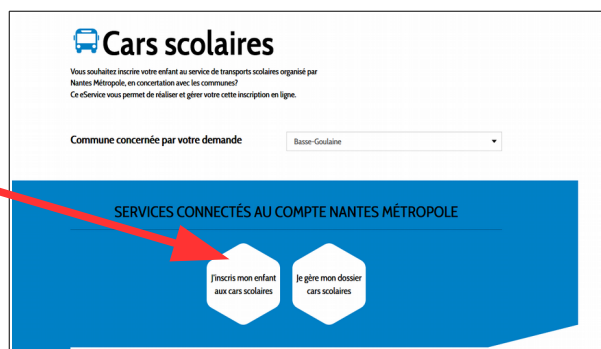 Cars scolaires
Vous souhaitez inscrire votre enfant au service de transports scolaires organisé par
Nantes Métropole, en concertation avec les communes?
Ce eService vous permet de réaliser et gérer votre cette inscription en ligne.
Commune concernée par votre demande
Basse-Goulaine
SERVICES CONNECTÉS AU COMPTE NANTES MÉTROPOLE
J'inscris mon enfant
aux cars scolaires
Je gère mon dossier
cars scolaires